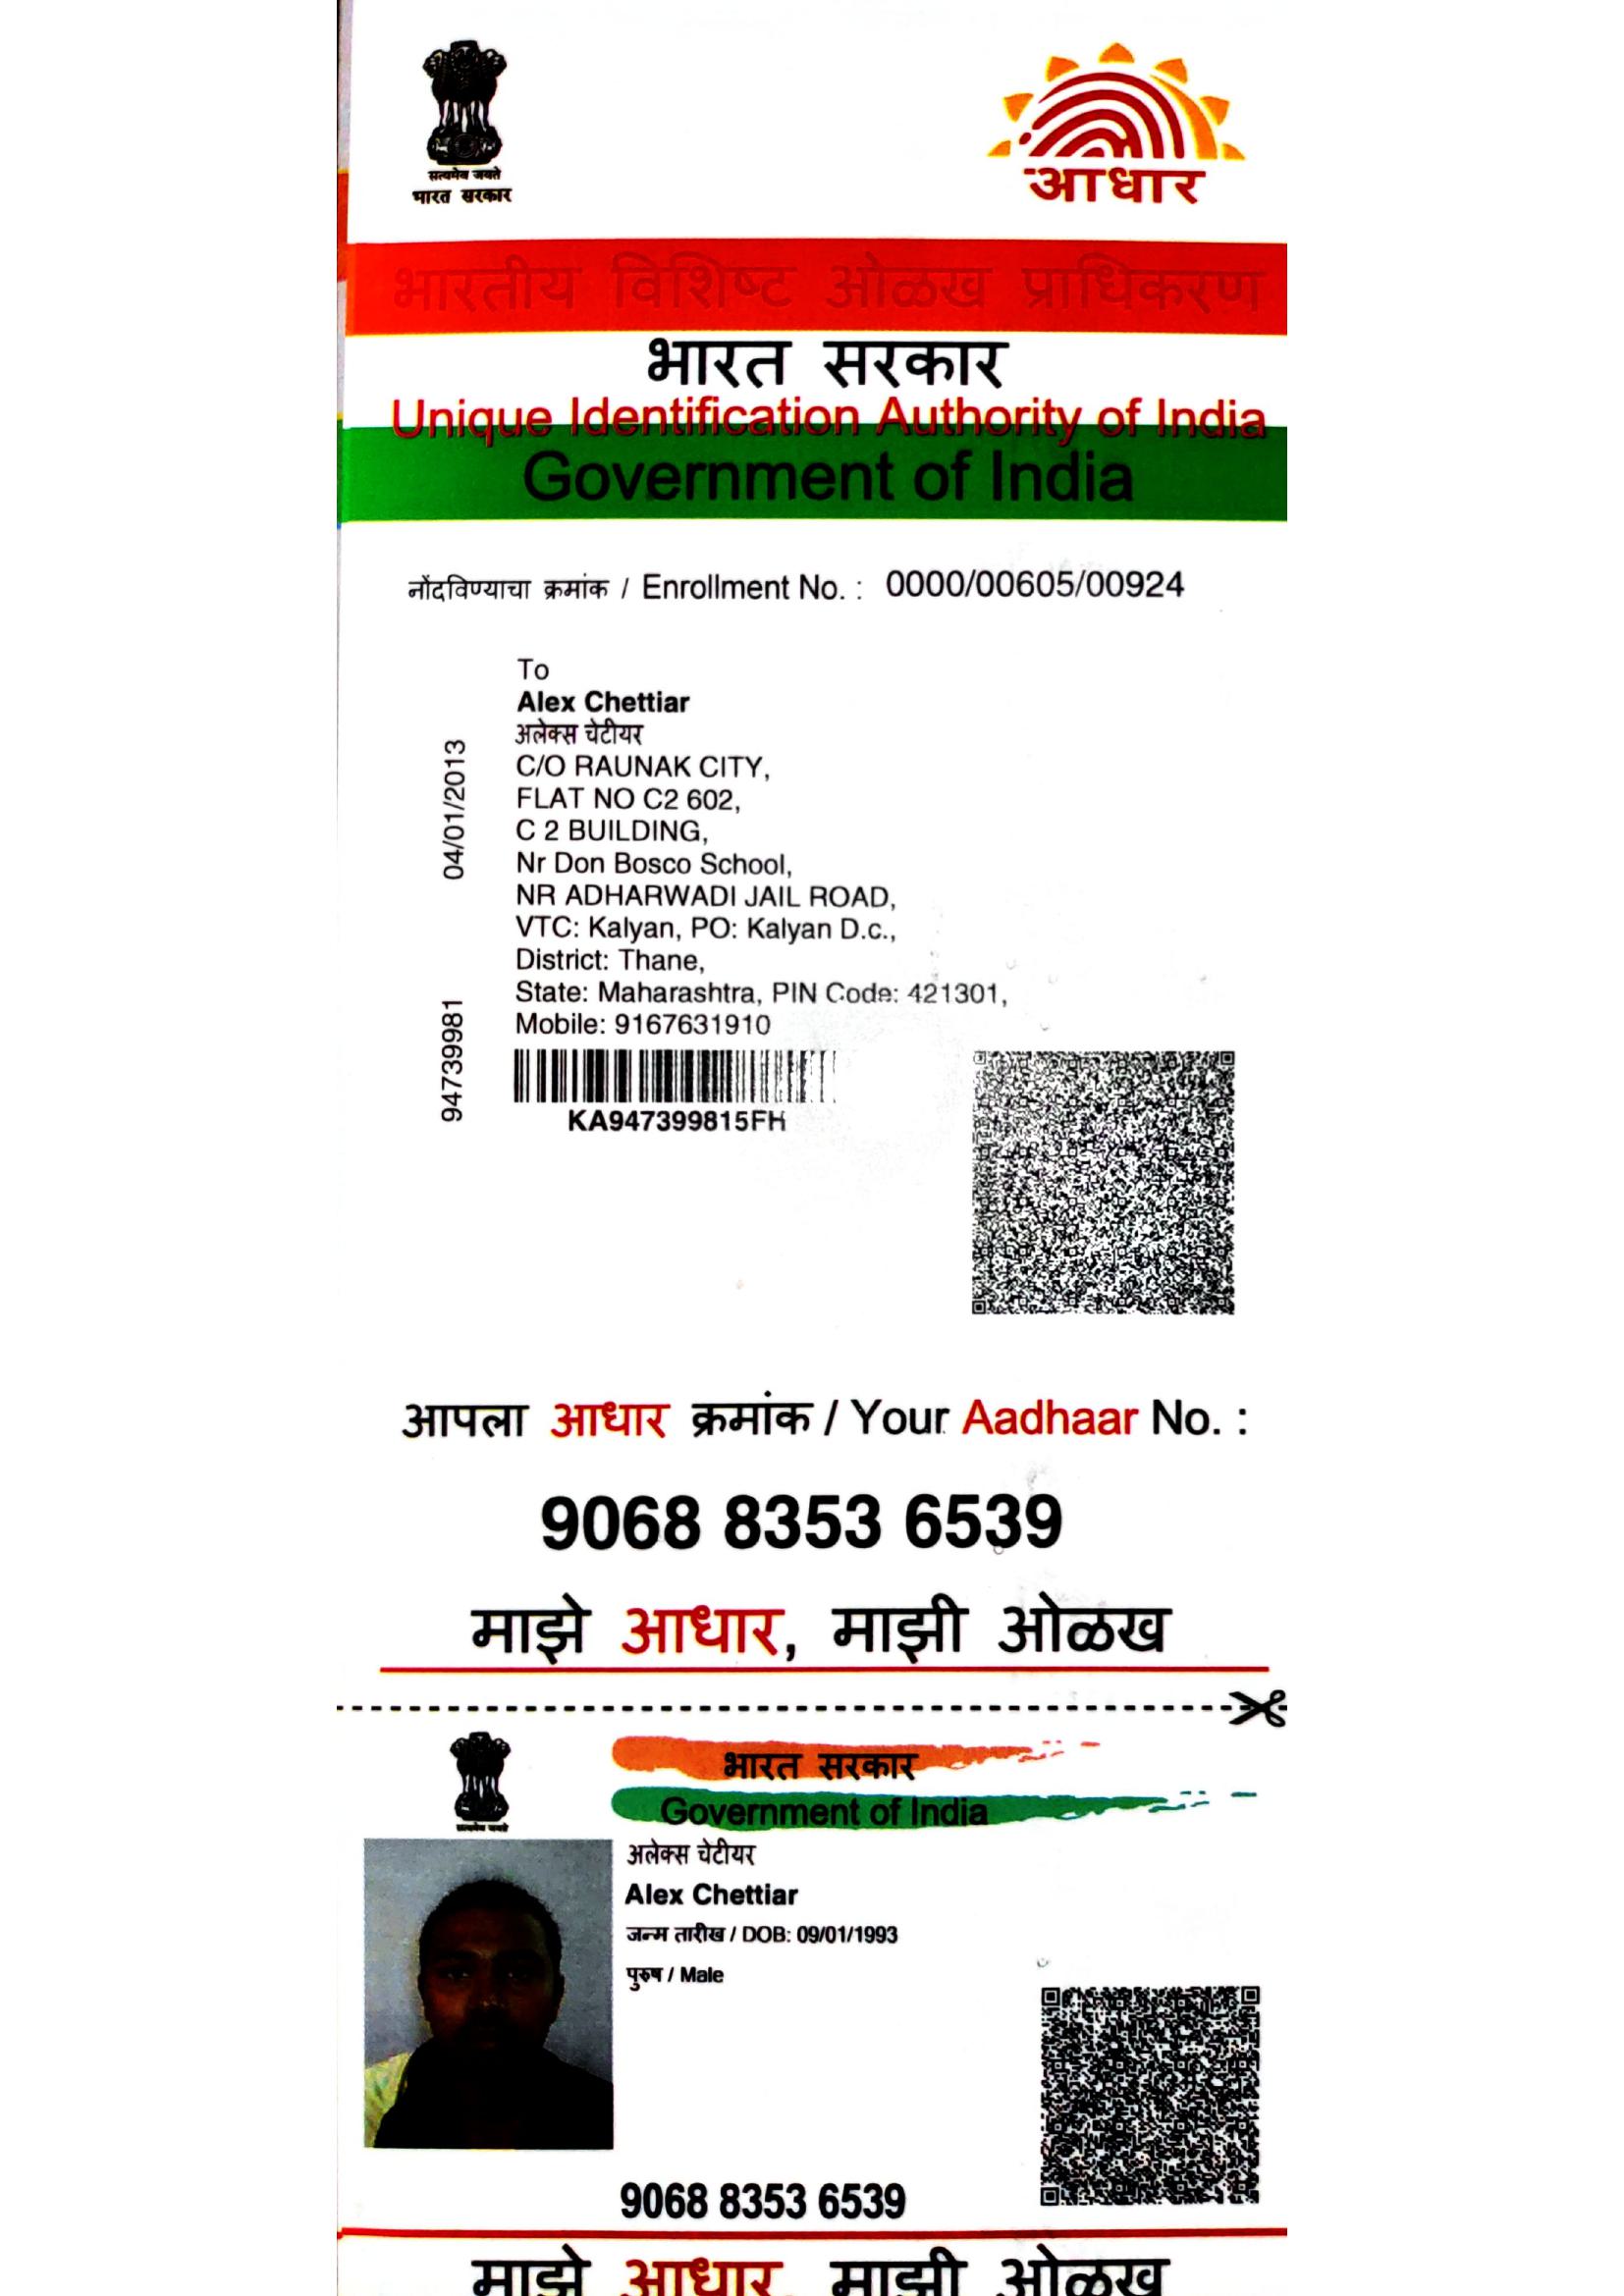 सत्यमेव जयते
भारत सरकार
आधार
भारतीय विशिष्ट ओळख प्राधिकरण
भारत सरकार
Unique Identification Authority of India
Government of India
नोंदविण्याचा क्रमांक / Enrollment No. : 0000/00605/00924
To
Alex Chettiar
अलेक्स चेटीयर
C/O RAUNAK CITY,
FLAT NO C2 602,
C 2 BUILDING,
Nr Don Bosco School,
NR ADHARWADI JAIL ROAD,
VTC: Kalyan, PO: Kalyan D.c.,
District: Thane,
State: Maharashtra, PIN Code: 421301,
Mobile: 9167631910
04/01/2013
94739981
KA947399815FH
आपला आधार क्रमांक / Your Aadhaar No. :
9068 8353 6539
माझे आधार, माझी ओळख
सत्यमेव जयते
भारत सरकार
Government of India
अलेक्स चेटीयर
Alex Chettiar
जन्म तारीख / DOB: 09/01/1993
पुरुष / Male
9068 8353 6539
माझे आधार, माझी ओळख